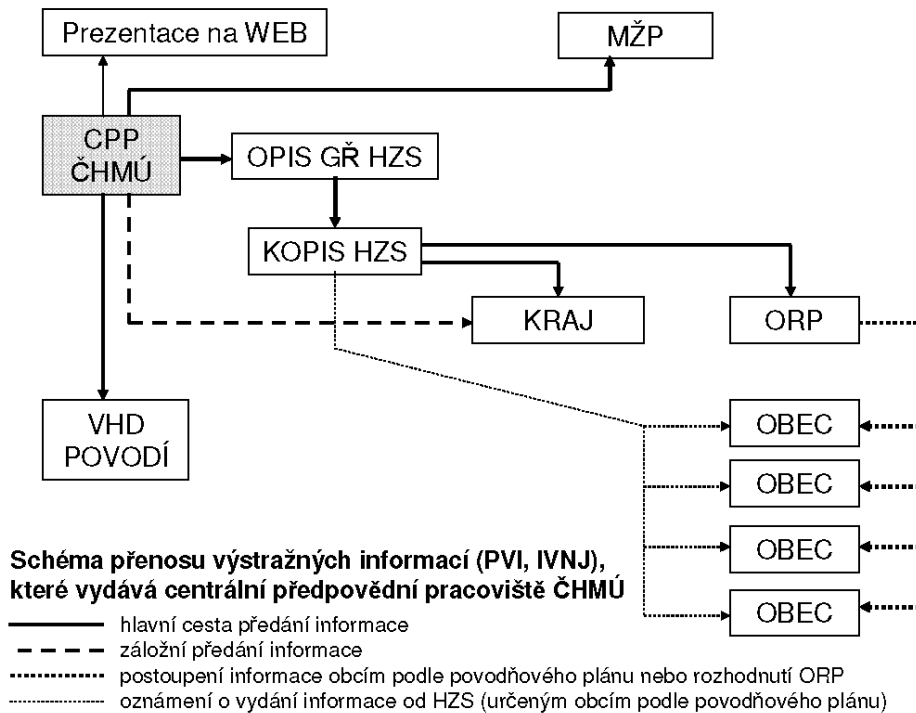 Prezentace na WEB
MŽP
CPP
ČHMÚ
OPIS GŘ HZS
KOPIS HZS
KRAJ
ORP
VHD
POVODÍ
OBEC
OBEC
OBEC
OBEC
Schéma přenosu výstražných informací (PVI, IVNJ),
které vydává centrální předpovědní pracoviště ČHMÚ
hlavní cesta předání informace
záložní předání informace
postoupení informace obcím podle povodňového plánu nebo rozhodnutí ORP
oznámení o vydání informace od HZS (určeným obcím podle povodňového plánu)